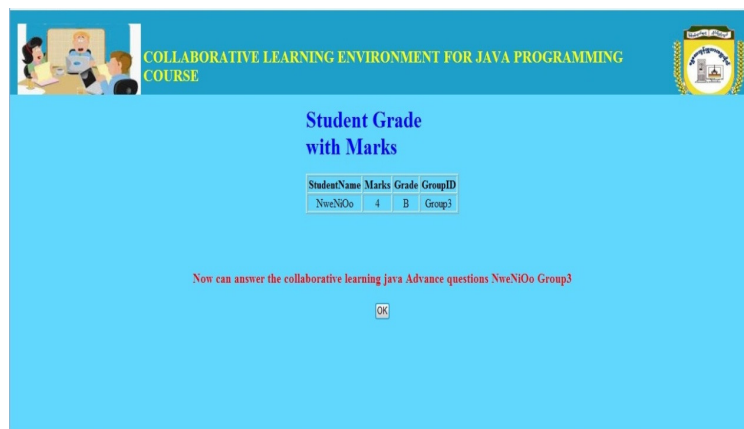 COLLABORATIVE LEARNING ENVIRONMENT FOR JAVA PROGRAMMING
COURSE
Student Grade
with Marks
StudentName Marks Grade GroupID
NweNiOo 4 B Group3
Now can answer the collaborative learning java Advance questions NweNiOo Group3
OK